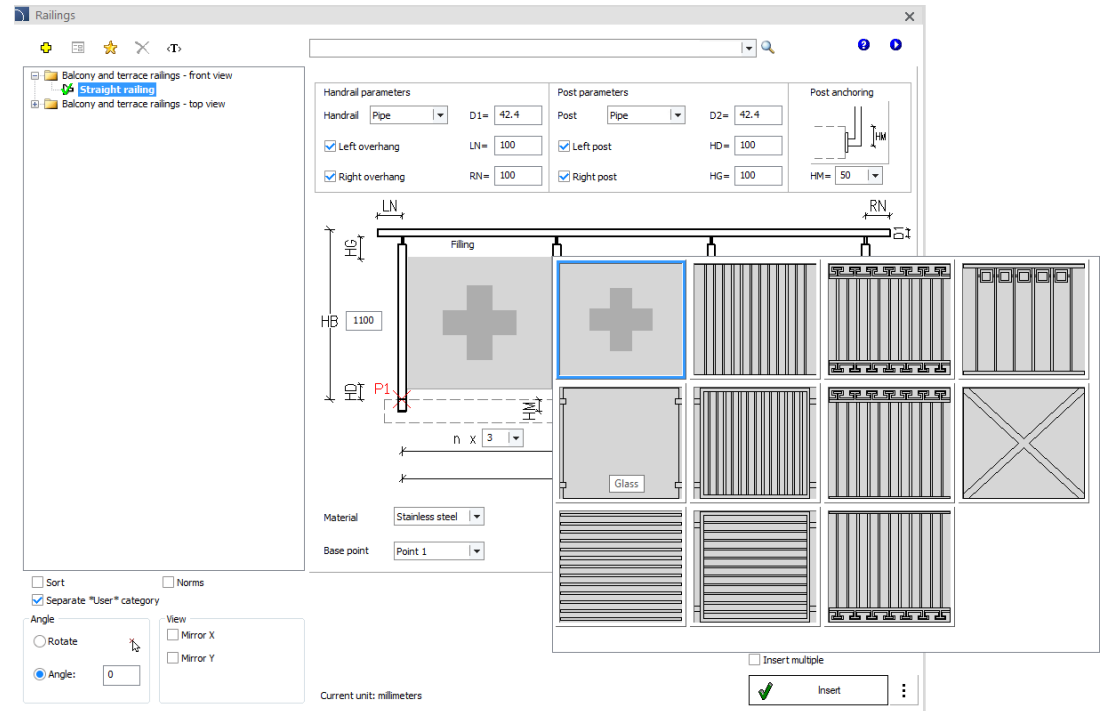 Railings
<T>
Balcony and terrace railings - front view
Straight railing
Balcony and terrace railings - top view
Handrail parameters
Post parameters
Post anchoring
Handrail Pipe D1= 42.4
Post Pipe D2= 42.4
HM
Left overhang LN= 100
Left post HD= 100
Right overhang RN= 100
Right post HG= 100
HM= 50
LN
RN
D1
HG
Filling
HB 1100
HD
P1
HM
n x 3
Glass
Material Stainless steel
Base point Point 1
Sort
Norms
Separate "User" category
Angle
View
Rotate
Mirror X
Mirror Y
Angle: 0
Insert multiple
Insert
Current unit: millimeters